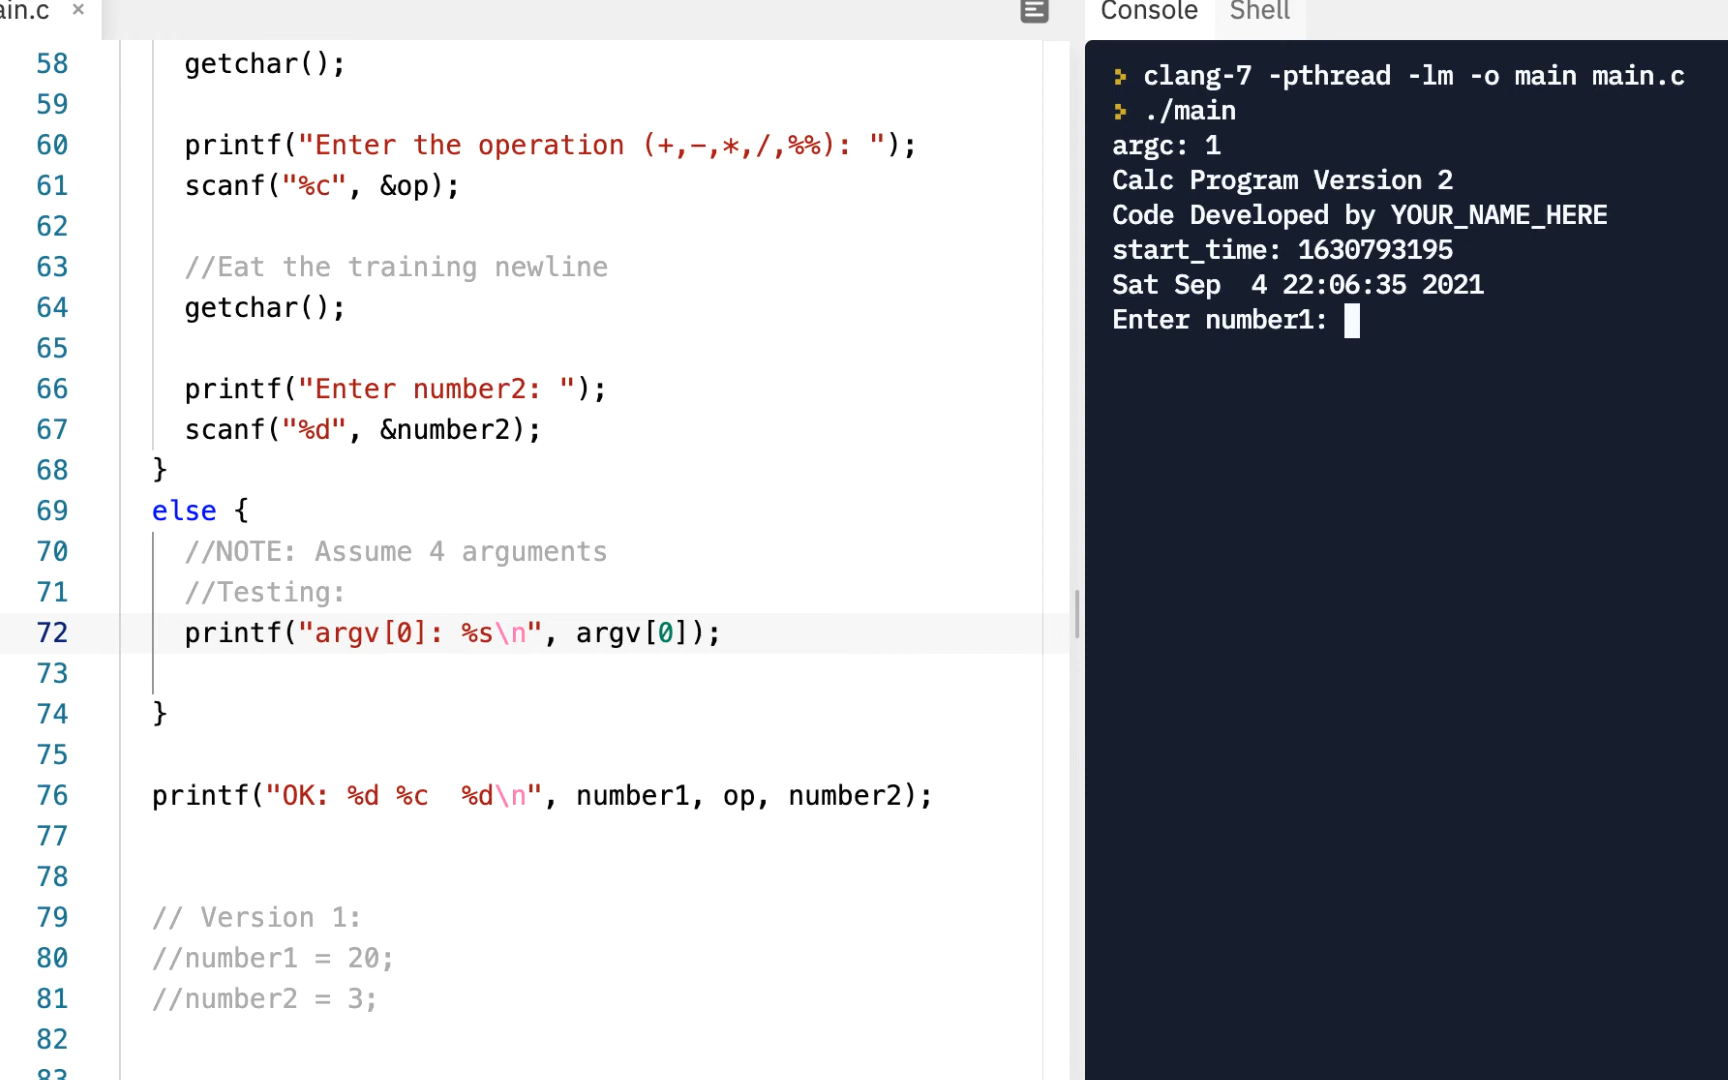 ain.c ×
58 getchar();
59
60 printf("Enter the operation (+,-,*,/,%%): ");
61 scanf("%c", &op);
62
63 //Eat the training newline
64 getchar();
65
66 printf("Enter number2: ");
67 scanf("%d", &number2);
68 }
69 else {
70 //NOTE: Assume 4 arguments
71 //Testing:
72 printf("argv[0]: %s\n", argv[0]);
73
74 }
75
76 printf("OK: %d %c  %d\n", number1, op, number2);
77
78
79 // Version 1:
80 //number1 = 20;
81 //number2 = 3;
82
83
Console Shell
clang-7 -pthread -lm -o main main.c
./main
argc: 1
Calc Program Version 2
Code Developed by YOUR_NAME_HERE
start_time: 1630793195
Sat Sep  4 22:06:35 2021
Enter number1: